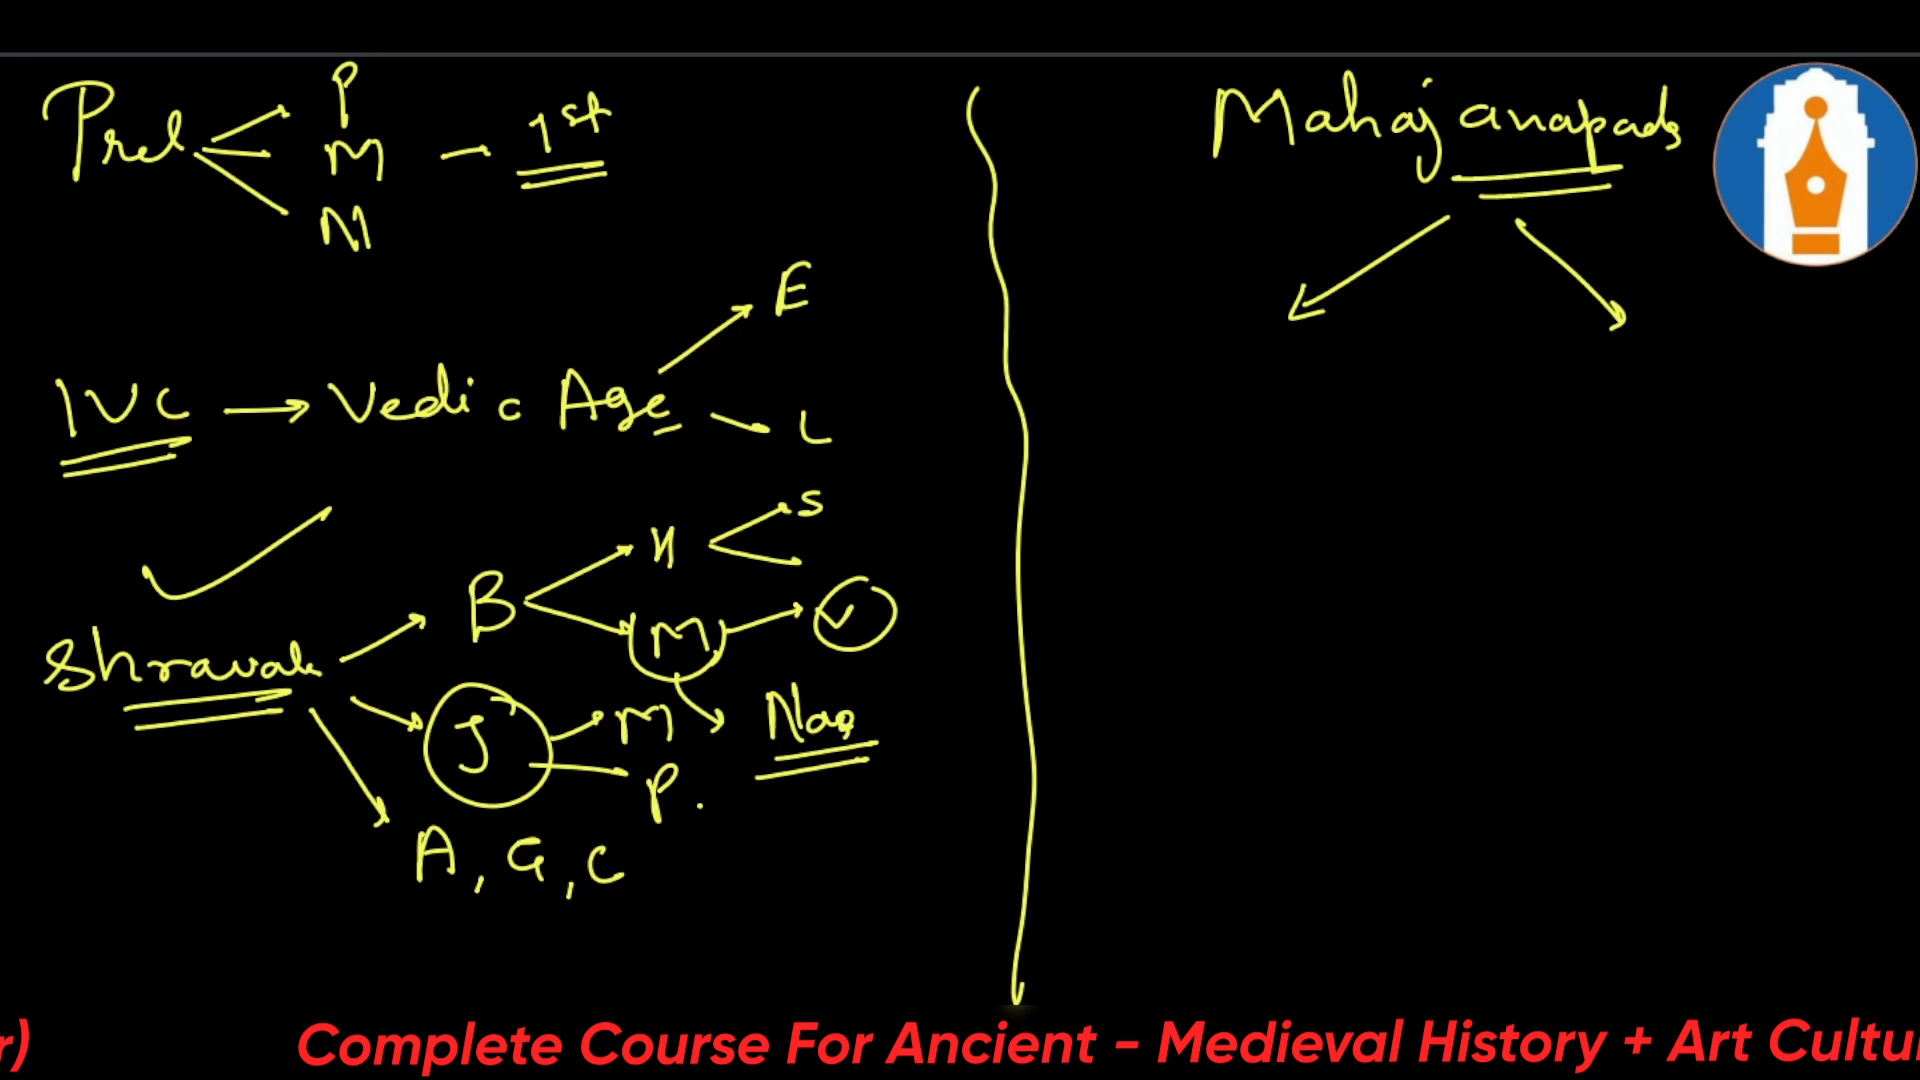 Prel P
M - 1st
M
IVC → Vedic Age E
L
Shravak B H S
M
J M Nag
P.
A, G, C
Mahajanapads
r) Complete Course For Ancient - Medieval History + Art Cultu